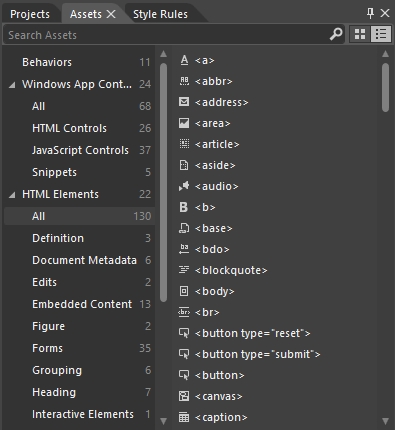 Projects Assets Style Rules
Search Assets
Behaviors 11
Windows App Cont... 24
All 68
HTML Controls 26
JavaScript Controls 37
Snippets 5
HTML Elements 22
All 130
Definition 3
Document Metadata 6
Edits 2
Embedded Content 13
Figure 2
Forms 35
Grouping 6
Heading 7
Interactive Elements 1
<a>
<abbr>
<address>
<area>
<article>
<aside>
<audio>
<b>
<base>
<bdo>
<blockquote>
<body>
<br>
<button type="reset">
<button type="submit">
<button>
<canvas>
<caption>